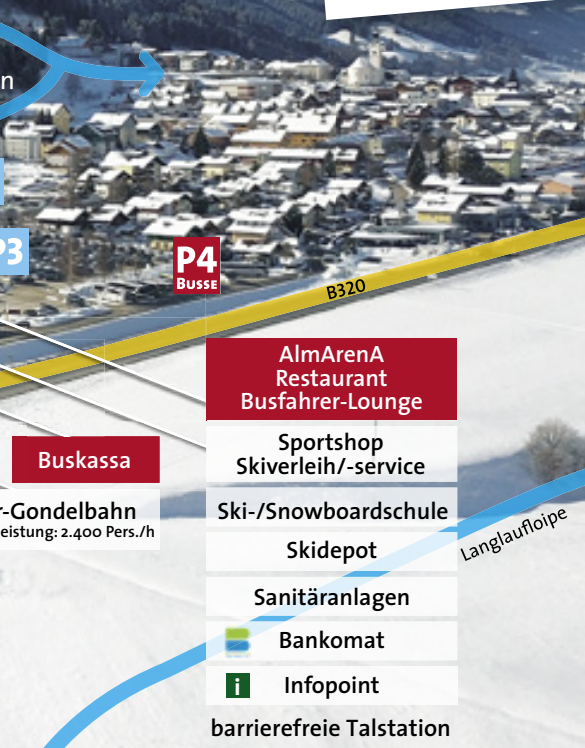 n
P3
P4
BUSSE
B320
AlmArenA
Restaurant
Busfahrer-Lounge
Buskassa
Sportshop
Skiverleih/-service
r-Gondelbahn
eistung: 2.400 Pers./h
Ski-/Snowboardschule
Langlaufloipe
Skidepot
Sanitäranlagen
Bankomat
i Infopoint
barrierefreie Talstation